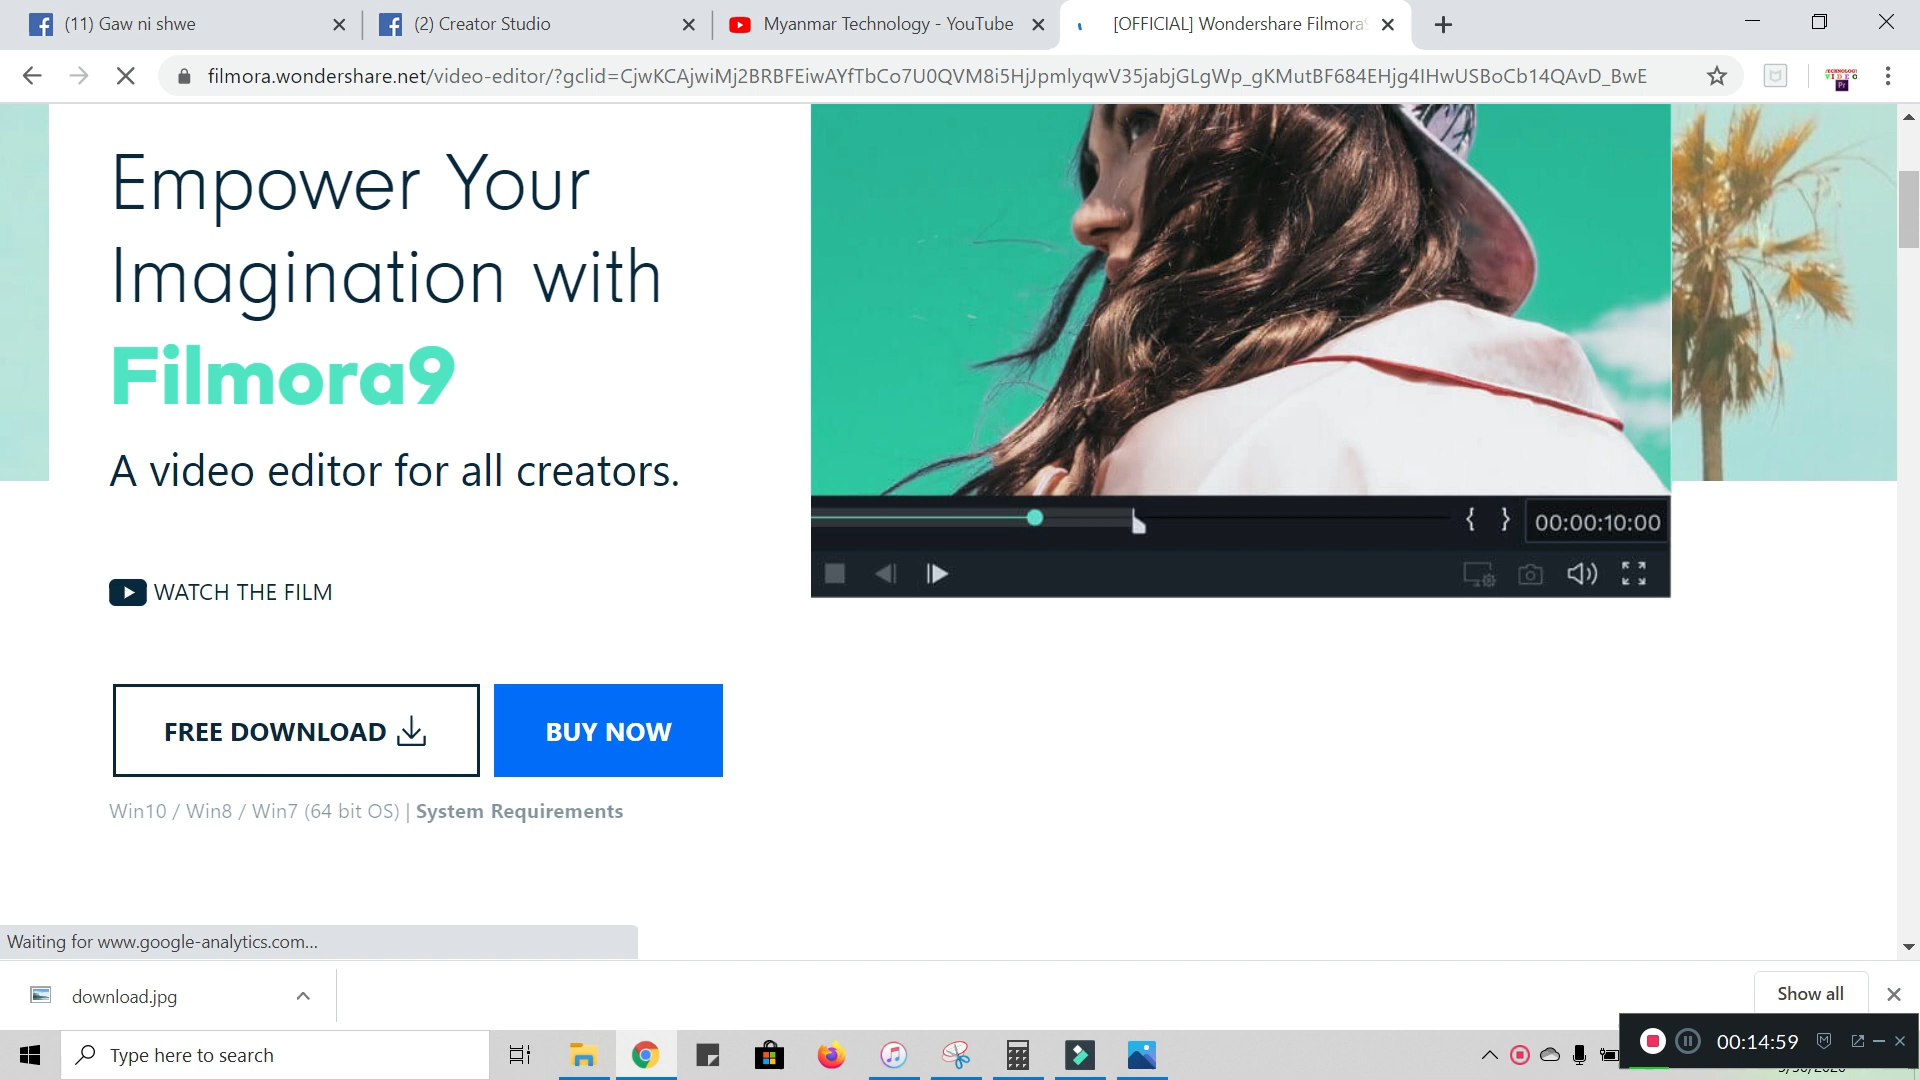 (11) Gaw ni shwe
(2) Creator Studio
Myanmar Technology - YouTube
[OFFICIAL] Wondershare Filmora
filmora.wondershare.net/video-editor/?gclid=CjwKCAjwiMj2BRBFEiwAYfTbCo7U0QVM8i5HjJpmlyqwV35jabjGLgWp_gKMutBF684EHjg4IHwUSBoCb14QAvD_BwE
Empower Your
Imagination with
Filmora9
A video editor for all creators.
00:00:10:00
WATCH THE FILM
FREE DOWNLOAD
BUY NOW
Win10 / Win8 / Win7 (64 bit OS) | System Requirements
Waiting for www.google-analytics.com...
download.jpg
Show all
Type here to search
00:14:59